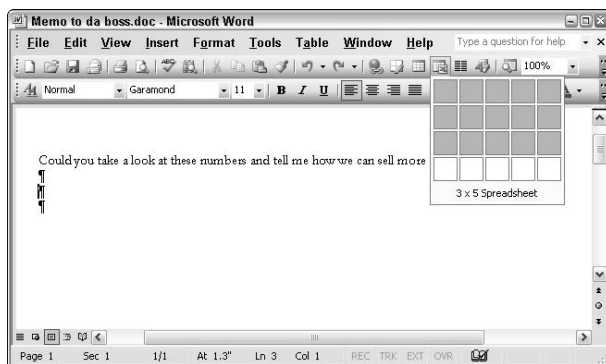 Memo to da boss.doc - Microsoft Word
File Edit View Insert Format Tools Table Window Help Type a question for help
100%
Normal Garamond 11 B I U A
3 x 5 Spreadsheet
Could you take a look at these numbers and tell me how we can sell more
¶
¶
¶
Page 1 Sec 1 1/1 At 1.3" Ln 3 Col 1 REC TRK EXT OVR